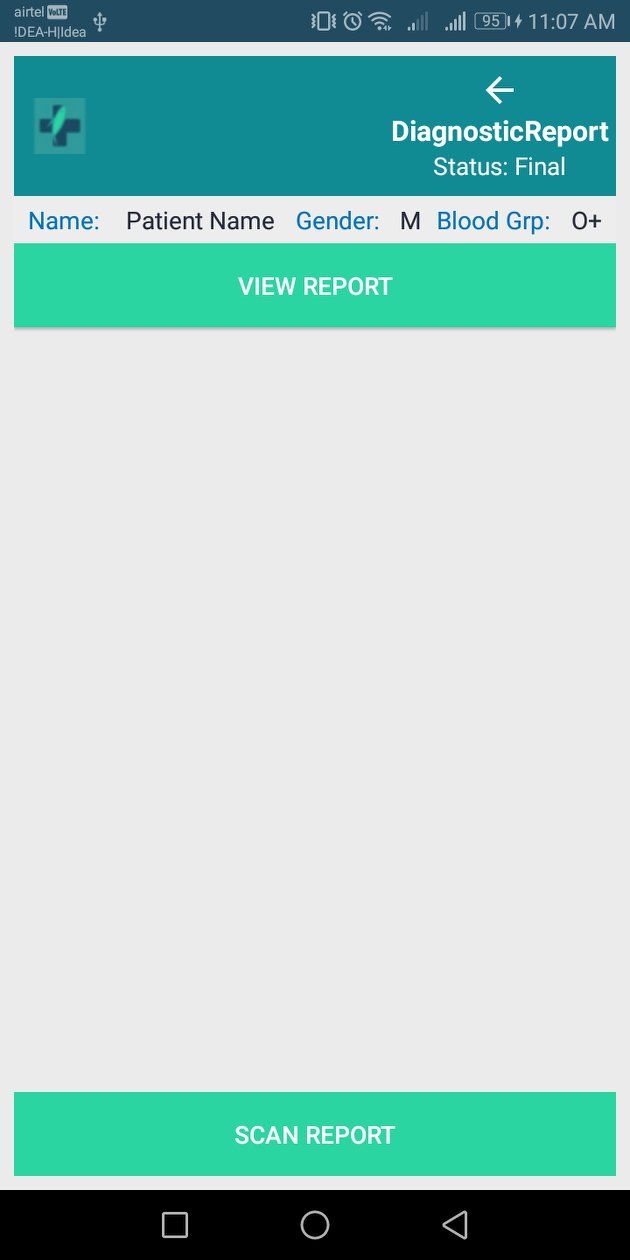 airtel VoLTE
!DEA-H|Idea
95 11:07 AM
DiagnosticReport
Status: Final
Name: Patient Name Gender: M Blood Grp: O+
VIEW REPORT
SCAN REPORT